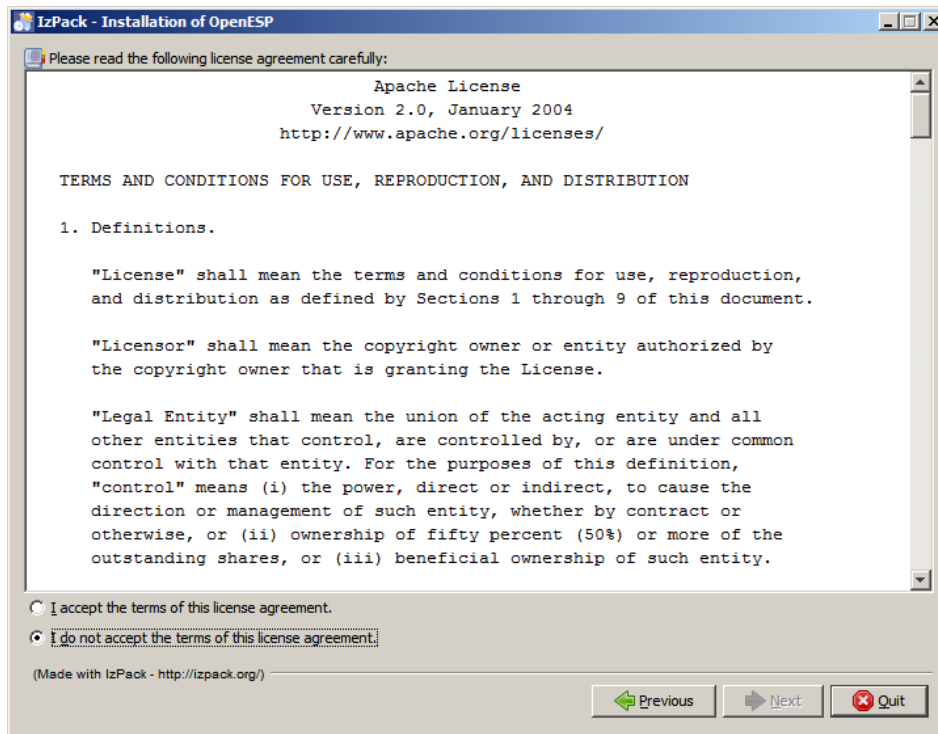 IzPack - Installation of OpenESP
Please read the following license agreement carefully:
Apache License
Version 2.0, January 2004
http://www.apache.org/licenses/
TERMS AND CONDITIONS FOR USE, REPRODUCTION, AND DISTRIBUTION
1. Definitions.
"License" shall mean the terms and conditions for use, reproduction,
and distribution as defined by Sections 1 through 9 of this document.
"Licensor" shall mean the copyright owner or entity authorized by
the copyright owner that is granting the License.
"Legal Entity" shall mean the union of the acting entity and all
other entities that control, are controlled by, or are under common
control with that entity. For the purposes of this definition,
"control" means (i) the power, direct or indirect, to cause the
direction or management of such entity, whether by contract or
otherwise, or (ii) ownership of fifty percent (50%) or more of the
outstanding shares, or (iii) beneficial ownership of such entity.
I accept the terms of this license agreement.
I do not accept the terms of this license agreement.
(Made with IzPack - http://izpack.org/)
Previous Next Quit